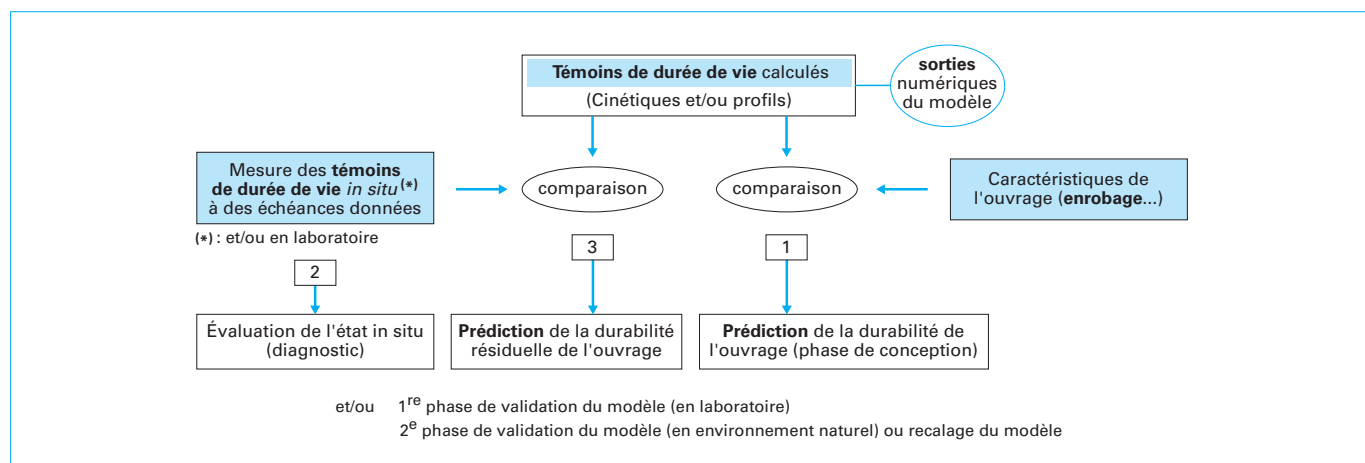 Témoins de durée de vie calculés
(Cinétiques et/ou profils)
sorties
numériques
du modèle
Mesure des témoins
de durée de vie in situ (*)
à des échéances données
(*) : et/ou en laboratoire
comparaison
comparaison
Caractéristiques de
l'ouvrage (enrobage...)
2
3
1
Évaluation de l'état in situ
(diagnostic)
Prédiction de la durabilité
résiduelle de l'ouvrage
Prédiction de la durabilité de
l'ouvrage (phase de conception)
et/ou 1re phase de validation du modèle (en laboratoire)
2e phase de validation du modèle (en environnement naturel) ou recalage du modèle